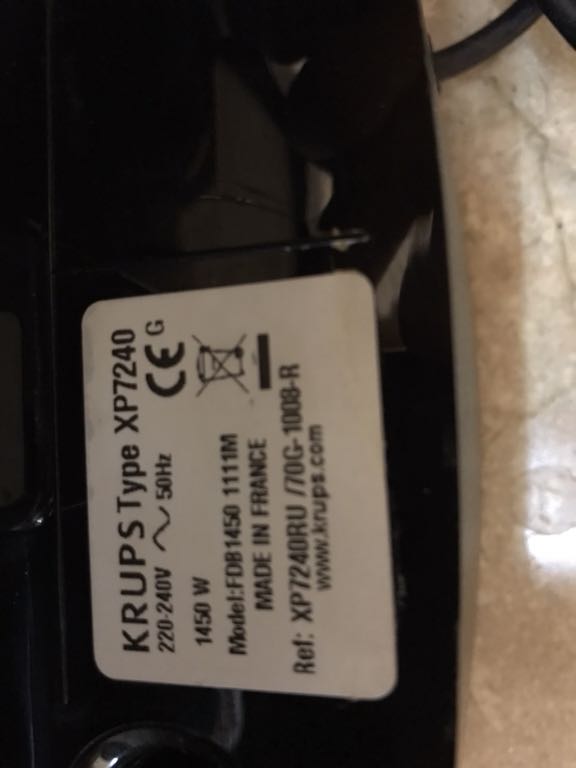 KRUPS Type XP7240
220-240V ~ 50Hz
CE G
1450 W
Model:FDB1450 1111M
MADE IN FRANCE
Ref: XP7240RU /70G-1008-R
www.krups.com